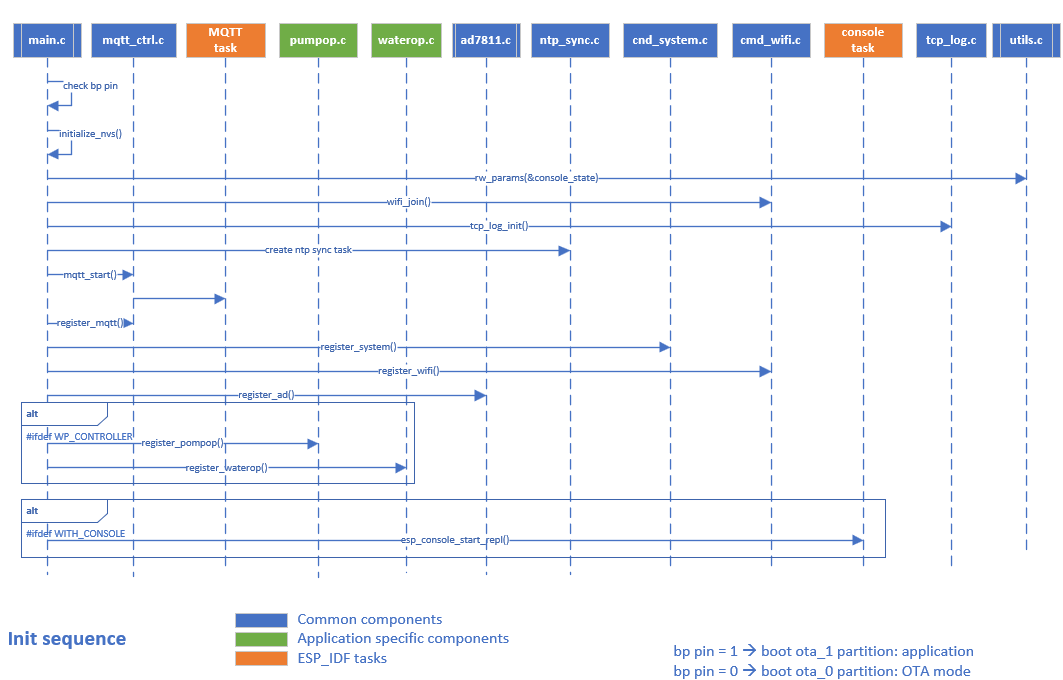 main.c
mqtt_ctrl.c
MQTT
task
pumpop.c
waterop.c
ad7811.c
ntp_sync.c
cnd_system.c
cmd_wifi.c
console
task
tcp_log.c
utils.c
check bp pin
initialize_nvs()
rw_params(&console_state)
wifi_join()
tcp_log_init()
create ntp sync task
mqtt_start()
register_mqtt()
register_system()
register_wifi()
register_ad()
alt
#ifdef WP_CONTROLLER
register_pompop()
register_waterop()
alt
#ifdef WITH_CONSOLE
esp_console_start_repl()
Init sequence
Common components
Application specific components
ESP_IDF tasks
bp pin = 1 → boot ota_1 partition: application
bp pin = 0 → boot ota_0 partition: OTA mode